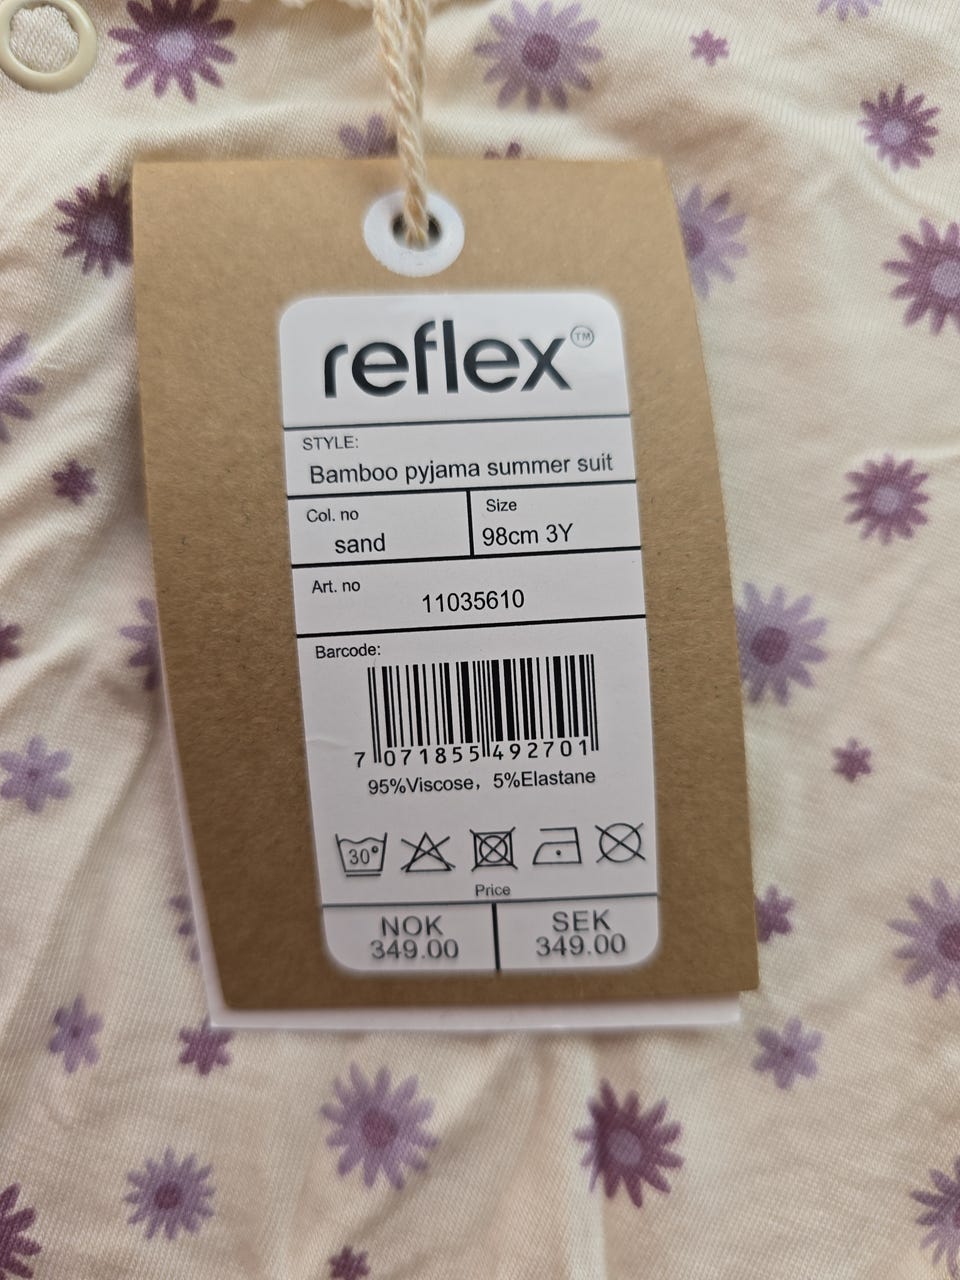 reflex™
STYLE:
Bamboo pyjama summer suit
Col. no
sand
Size
98cm 3Y
Art. no
11035610
Barcode:
7 071855 492701
95%Viscose, 5%Elastane
30°
Price
NOK
349.00
SEK
349.00